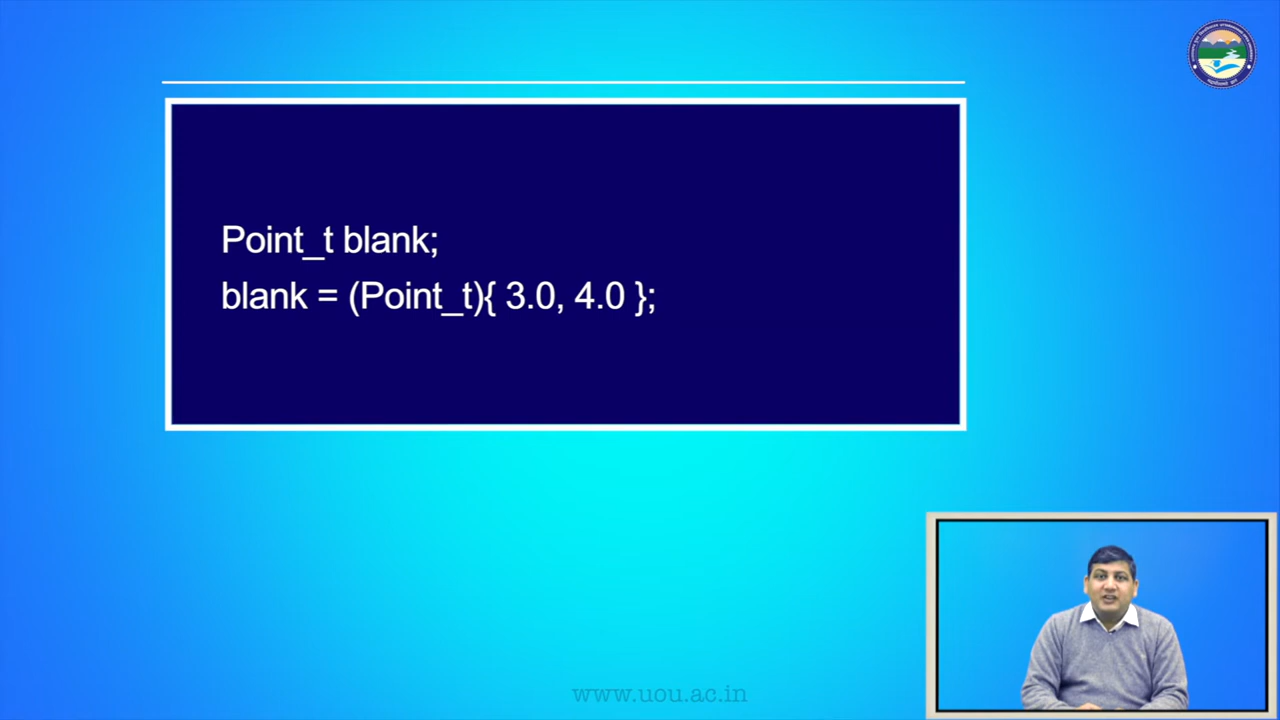 Point_t blank;
blank = (Point_t){ 3.0, 4.0 };
www.uou.ac.in